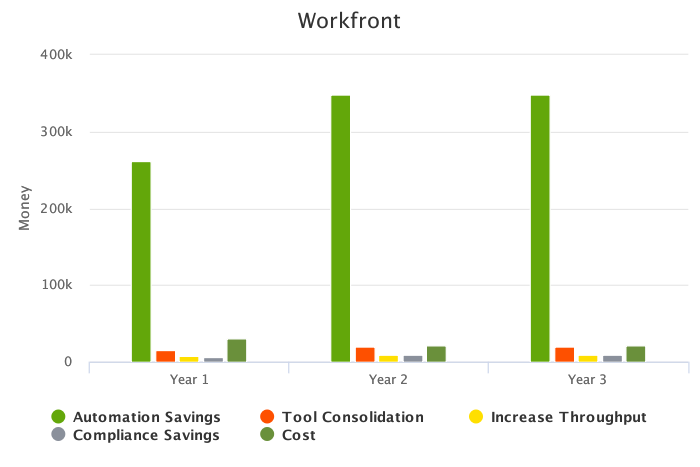 Workfront
400k
300k
200k
100k
0
Money
Year 1
Year 2
Year 3
Automation Savings
Tool Consolidation
Increase Throughput
Compliance Savings
Cost